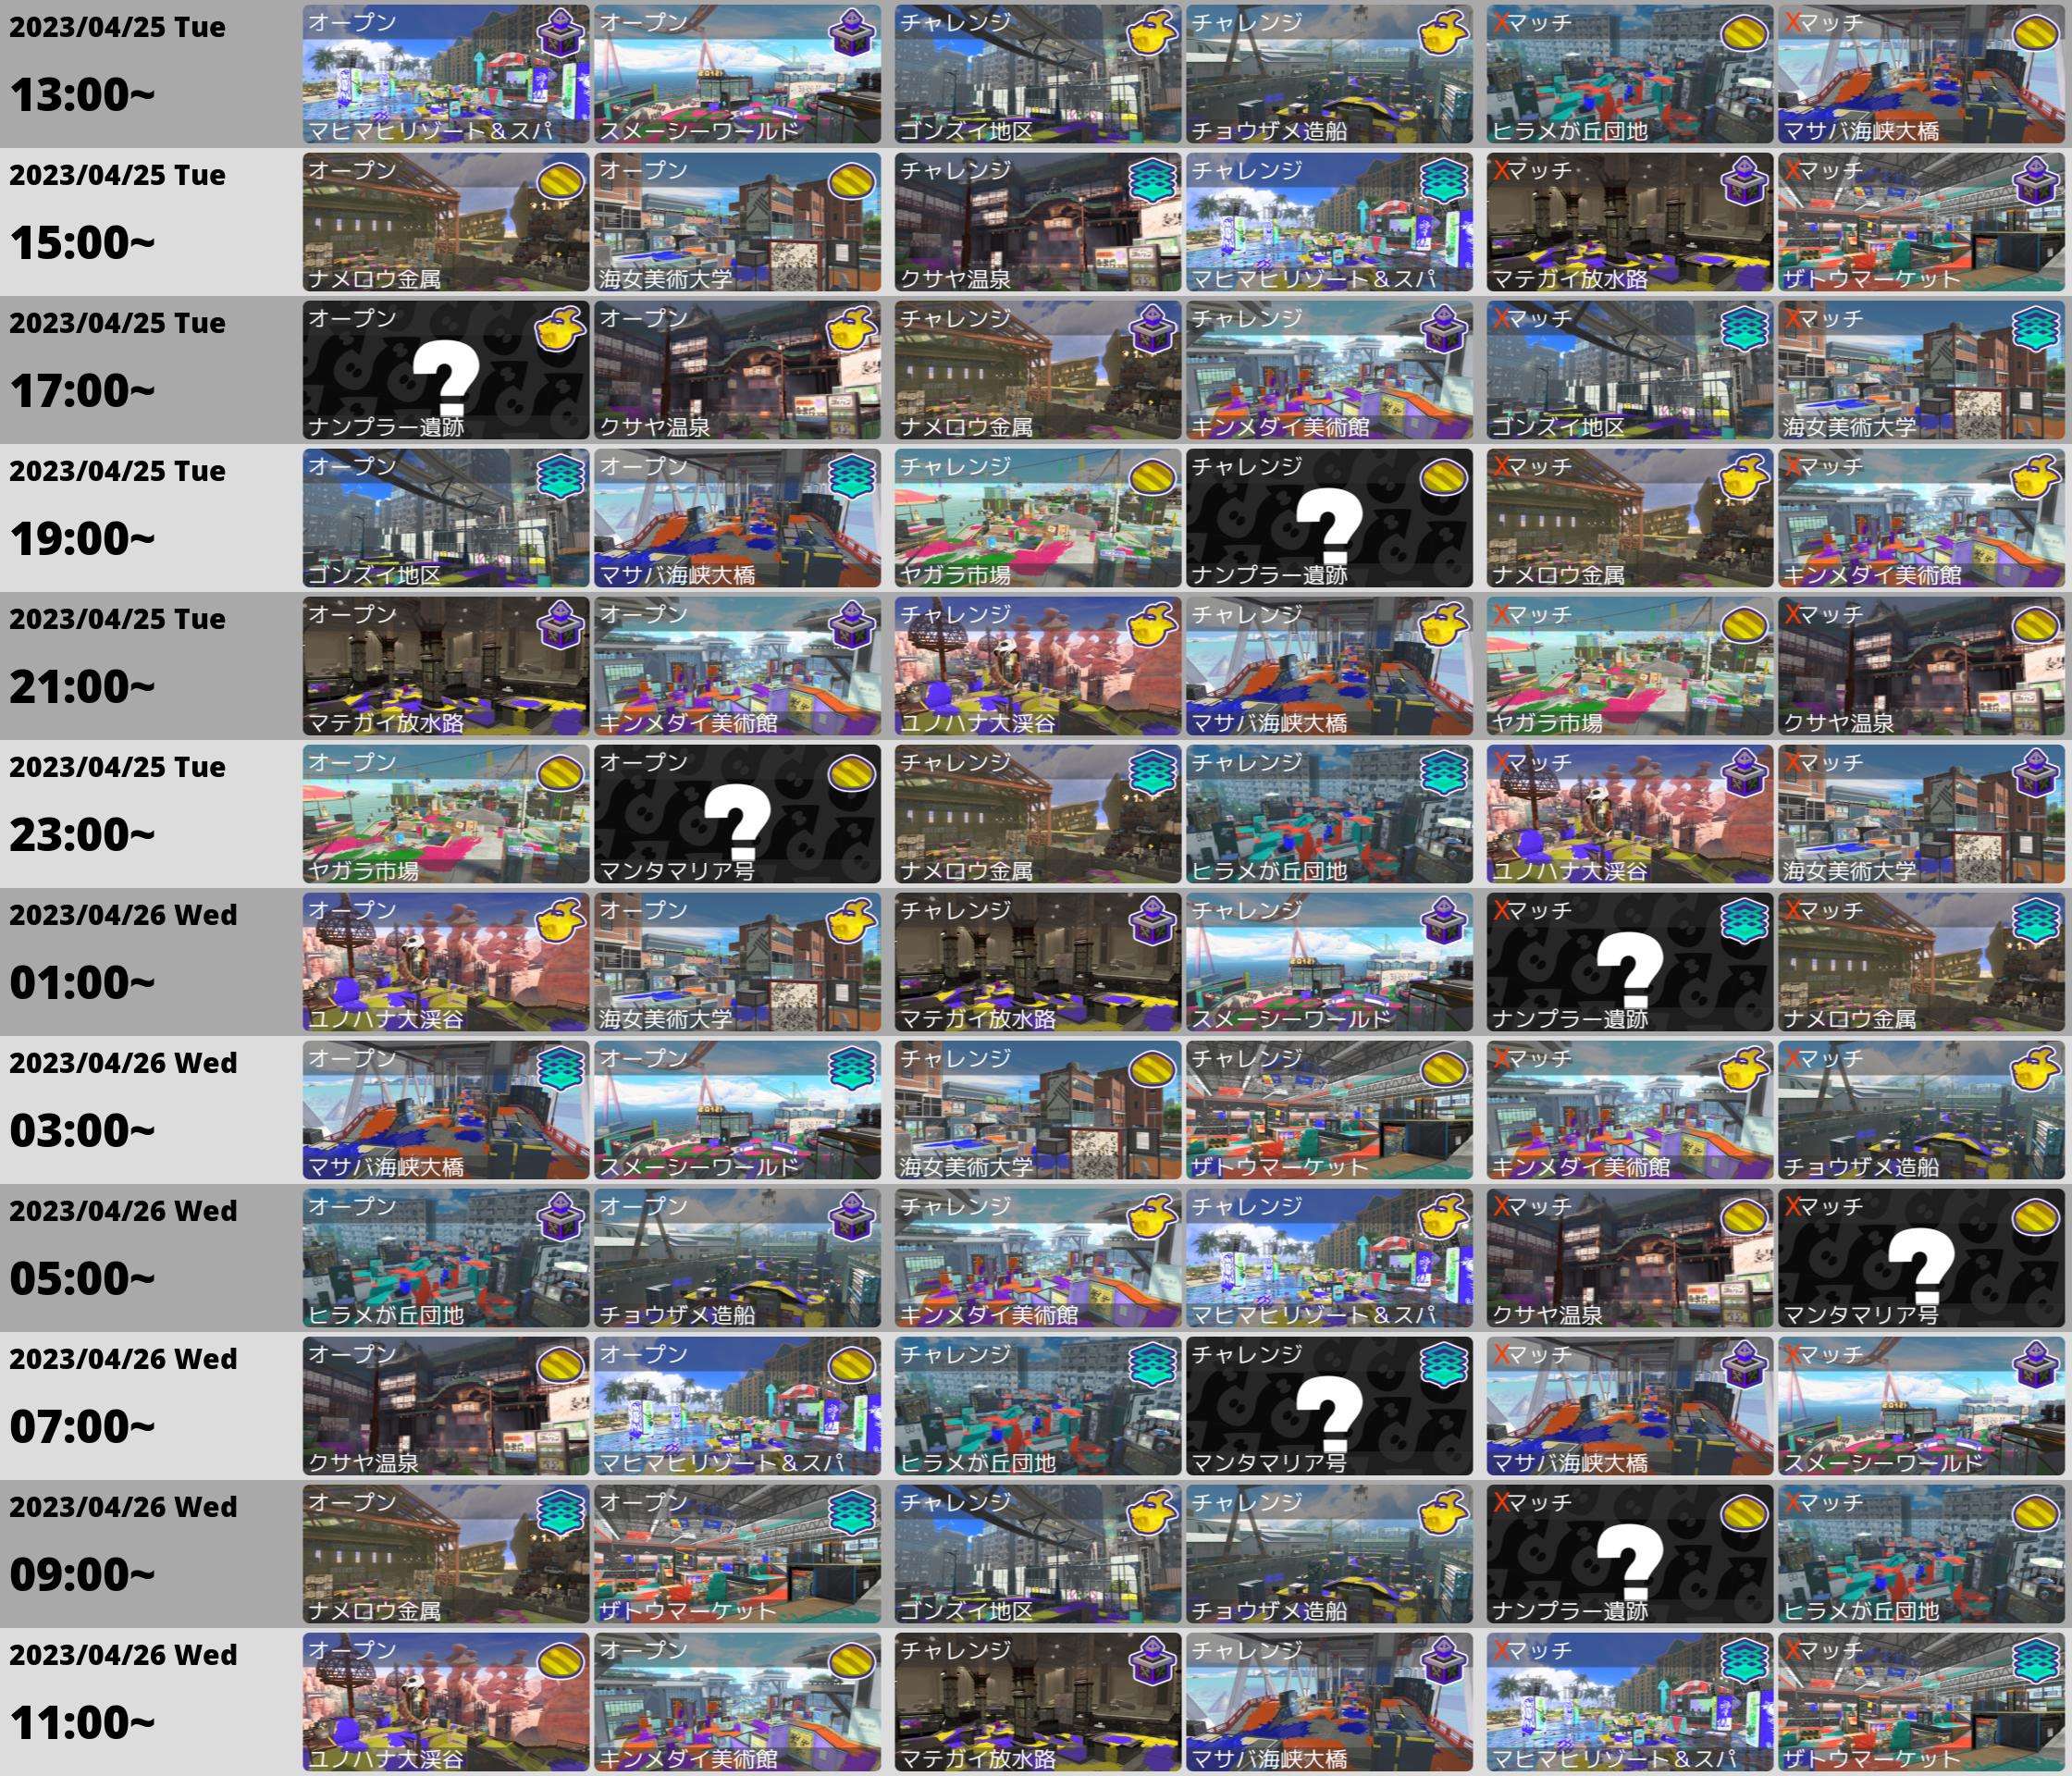 2023/04/25 Tue
13:00~
オープン オープン チャレンジ チャレンジ Xマッチ Xマッチ
マヒマヒリゾート＆スパ スメーシーワールド ゴンズイ地区 チョウザメ造船 ヒラメが丘団地 マサバ海峡大橋
2023/04/25 Tue
15:00~
オープン オープン チャレンジ チャレンジ Xマッチ Xマッチ
ナメロウ金属 海女美術大学 クサヤ温泉 マヒマヒリゾート＆スパ マテガイ放水路 ザトウマーケット
2023/04/25 Tue
17:00~
オープン オープン チャレンジ チャレンジ Xマッチ Xマッチ
?
ナンプラー遺跡 クサヤ温泉 ナメロウ金属 キンメダイ美術館 ゴンズイ地区 海女美術大学
2023/04/25 Tue
19:00~
オープン オープン チャレンジ チャレンジ Xマッチ Xマッチ
?
ゴンズイ地区 マサバ海峡大橋 ヤガラ市場 ナンプラー遺跡 ナメロウ金属 キンメダイ美術館
2023/04/25 Tue
21:00~
オープン オープン チャレンジ チャレンジ Xマッチ Xマッチ
マテガイ放水路 キンメダイ美術館 ユノハナ大渓谷 マサバ海峡大橋 ヤガラ市場 クサヤ温泉
2023/04/25 Tue
23:00~
オープン オープン チャレンジ チャレンジ Xマッチ Xマッチ
?
ヤガラ市場 マンタマリア号 ナメロウ金属 ヒラメが丘団地 ユノハナ大渓谷 海女美術大学
2023/04/26 Wed
01:00~
オープン オープン チャレンジ チャレンジ Xマッチ Xマッチ
?
ユノハナ大渓谷 海女美術大学 マテガイ放水路 スメーシーワールド ナンプラー遺跡 ナメロウ金属
2023/04/26 Wed
03:00~
オープン オープン チャレンジ チャレンジ Xマッチ Xマッチ
マサバ海峡大橋 スメーシーワールド 海女美術大学 ザトウマーケット キンメダイ美術館 チョウザメ造船
2023/04/26 Wed
05:00~
オープン オープン チャレンジ チャレンジ Xマッチ Xマッチ
?
ヒラメが丘団地 チョウザメ造船 キンメダイ美術館 マヒマヒリゾート＆スパ クサヤ温泉 マンタマリア号
2023/04/26 Wed
07:00~
オープン オープン チャレンジ チャレンジ Xマッチ Xマッチ
?
クサヤ温泉 マヒマヒリゾート＆スパ ヒラメが丘団地 マンタマリア号 マサバ海峡大橋 スメーシーワールド
2023/04/26 Wed
09:00~
オープン オープン チャレンジ チャレンジ Xマッチ Xマッチ
?
ナメロウ金属 ザトウマーケット ゴンズイ地区 チョウザメ造船 ナンプラー遺跡 ヒラメが丘団地
2023/04/26 Wed
11:00~
オープン オープン チャレンジ チャレンジ Xマッチ Xマッチ
ユノハナ大渓谷 キンメダイ美術館 マテガイ放水路 マサバ海峡大橋 マヒマヒリゾート＆スパ ザトウマーケット